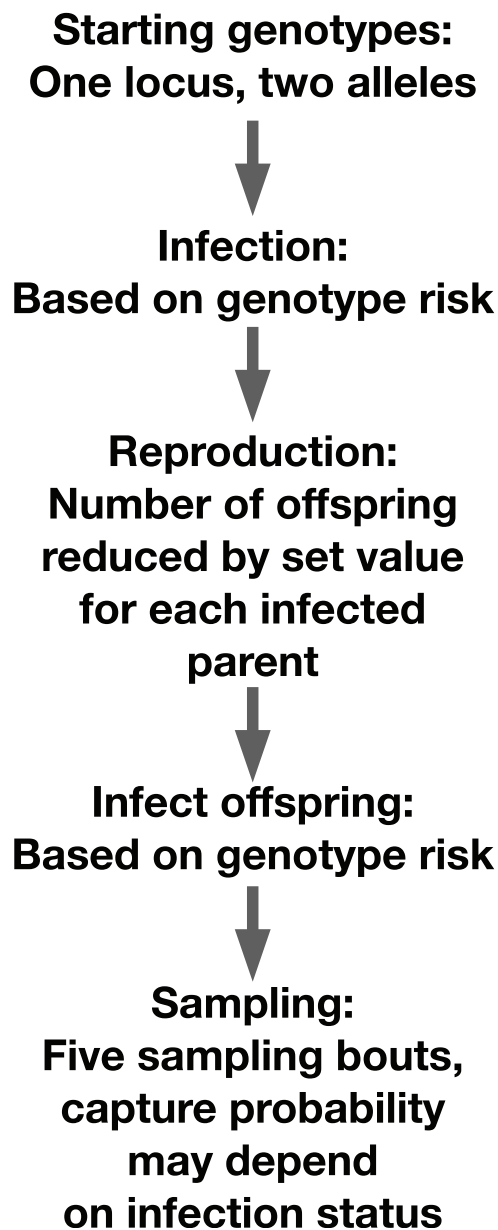 Starting genotypes:
One locus, two alleles
Infection:
Based on genotype risk
Reproduction:
Number of offspring
reduced by set value
for each infected
parent
Infect offspring:
Based on genotype risk
Sampling:
Five sampling bouts,
capture probability
may depend
on infection status